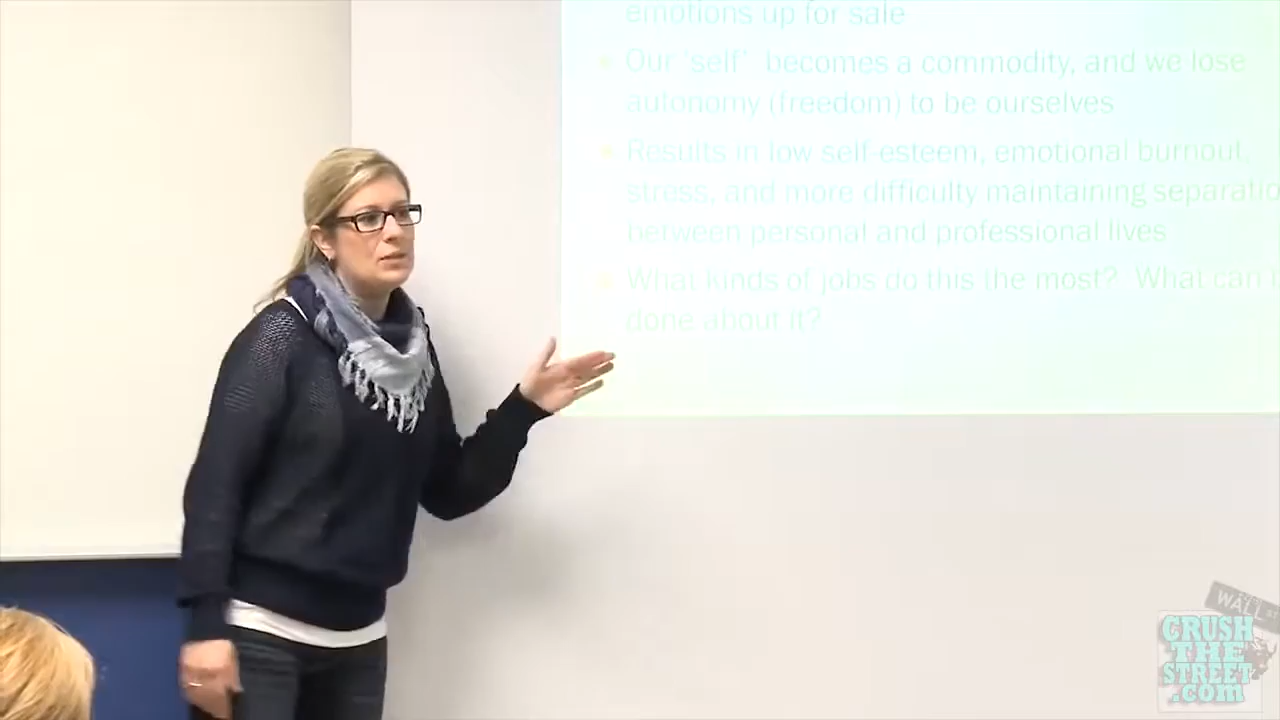 emotions up for sale
Our 'self' becomes a commodity, and we lose
autonomy (freedom) to be ourselves
Results in low self-esteem, emotional burnout,
stress, and more difficulty maintaining
between personal and professional lives
What kinds of jobs do this the most? What can
done about it?
WALL
CRUSH
THE
STREET
.com